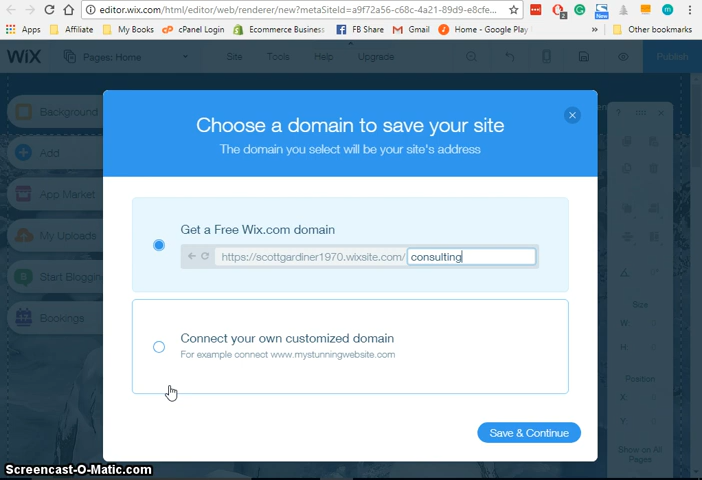 editor.wix.com/html/editor/web/renderer/new?metaSiteId=a9f72a56-c68c-4a21-89d9-e8cfe...
2
New
m
Apps Affiliate My Books cPanel Login Ecommerce Business FB Share Gmail Home - Google Play » Other bookmarks
WiX Pages: Home Site Tools Help Upgrade Publish
Background
Add
App Market
My Uploads
Start Blogging
Bookings
Choose a domain to save your site
The domain you select will be your site's address
Get a Free Wix.com domain
https://scottgardiner1970.wixsite.com/ consulting
Connect your own customized domain
For example connect www.mystunningwebsite.com
Save & Continue
?
Size
W:
H:
Position
X:
Y:
Show on All
Pages
Screencast-O-Matic.com